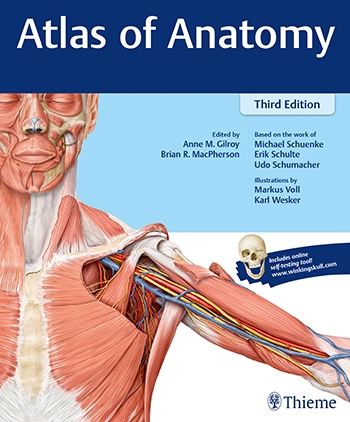 Atlas of Anatomy
Third Edition
Edited by
Anne M. Gilroy
Brian R. MacPherson
Based on the work of
Michael Schuenke
Erik Schulte
Udo Schumacher
Illustrations by
Markus Voll
Karl Wesker
Includes online
self-testing tool!
www.winkingskull.com
Thieme